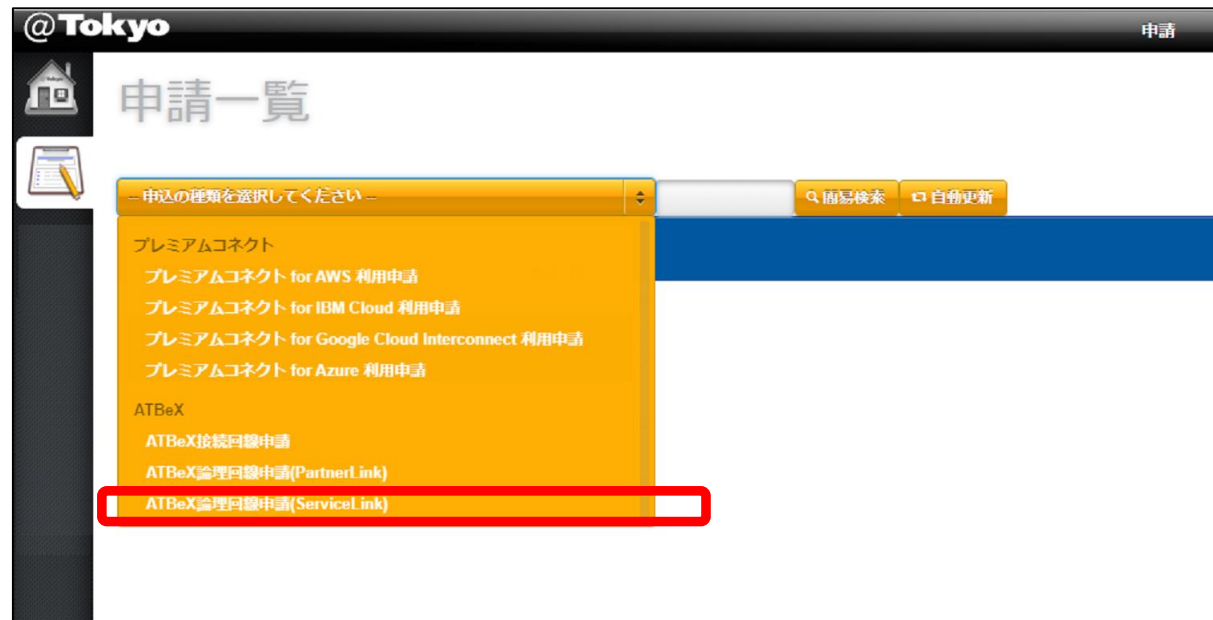 @Tokyo
申請
申請一覧
-- 申込の種類を選択してください --
簡易検索
自動更新
プレミアムコネクト
プレミアムコネクト for AWS 利用申請
プレミアムコネクト for IBM Cloud 利用申請
プレミアムコネクト for Google Cloud Interconnect 利用申請
プレミアムコネクト for Azure 利用申請
ATBeX
ATBeX接続回線申請
ATBeX論理回線申請(PartnerLink)
ATBeX論理回線申請(ServiceLink)